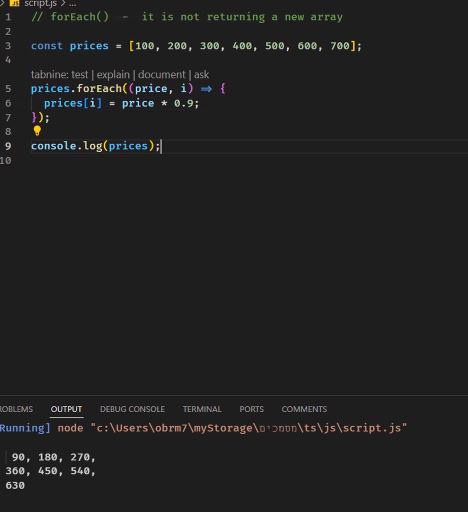 script.js > ...
1 // forEach() - it is not returning a new array
2
3 const prices = [100, 200, 300, 400, 500, 600, 700];
4
tabnine: test | explain | document | ask
5 prices.forEach((price, i) => {
6 prices[i] = price * 0.9;
7 });
8
9 console.log(prices);
10
ROBLEMS OUTPUT DEBUG CONSOLE TERMINAL PORTS COMMENTS
Running] node "c:\Users\obrm7\myStorage\מסמכים\ts\js\script.js"
90, 180, 270,
360, 450, 540,
630